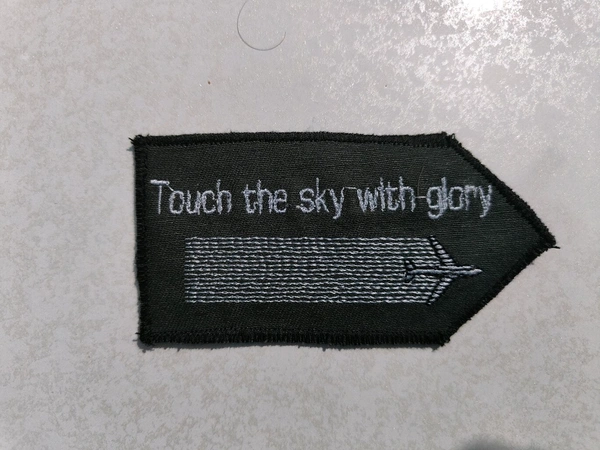 Touch the sky with glory